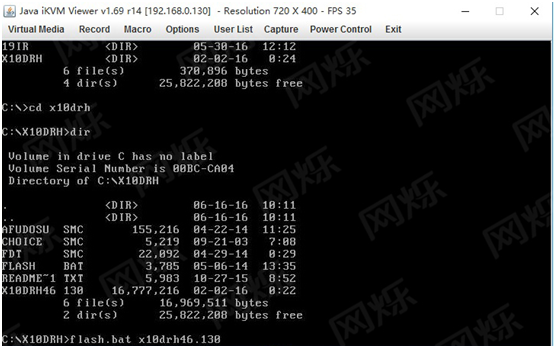 Java iKVM Viewer v1.69 r14 [192.168.0.130] - Resolution 720 X 400 - FPS 35
Virtual Media Record Macro Options User List Capture Power Control Exit
19IR <DIR> 05-30-16 12:12
X10DRH <DIR> 02-02-16 0:24
6 file(s) 370,896 bytes
4 dir(s) 25,822,208 bytes free
C:\>cd x10drh
C:\X10DRH>dir
Volume in drive C has no label
Volume Serial Number is 00BC-CA04
Directory of C:\X10DRH
. <DIR> 06-16-16 10:11
.. <DIR> 06-16-16 10:11
AFUDOSU SMC 155,216 04-22-14 11:25
CHOICE SMC 5,219 09-21-03 7:08
FDT SMC 22,092 04-29-14 0:29
FLASH BAT 3,785 05-06-14 13:35
README~1 TXT 5,983 10-27-15 8:52
X10DRH46 130 16,777,216 02-02-16 0:22
6 file(s) 16,969,511 bytes
2 dir(s) 25,822,208 bytes free
C:\X10DRH>flash.bat x10drh46.130
网烁